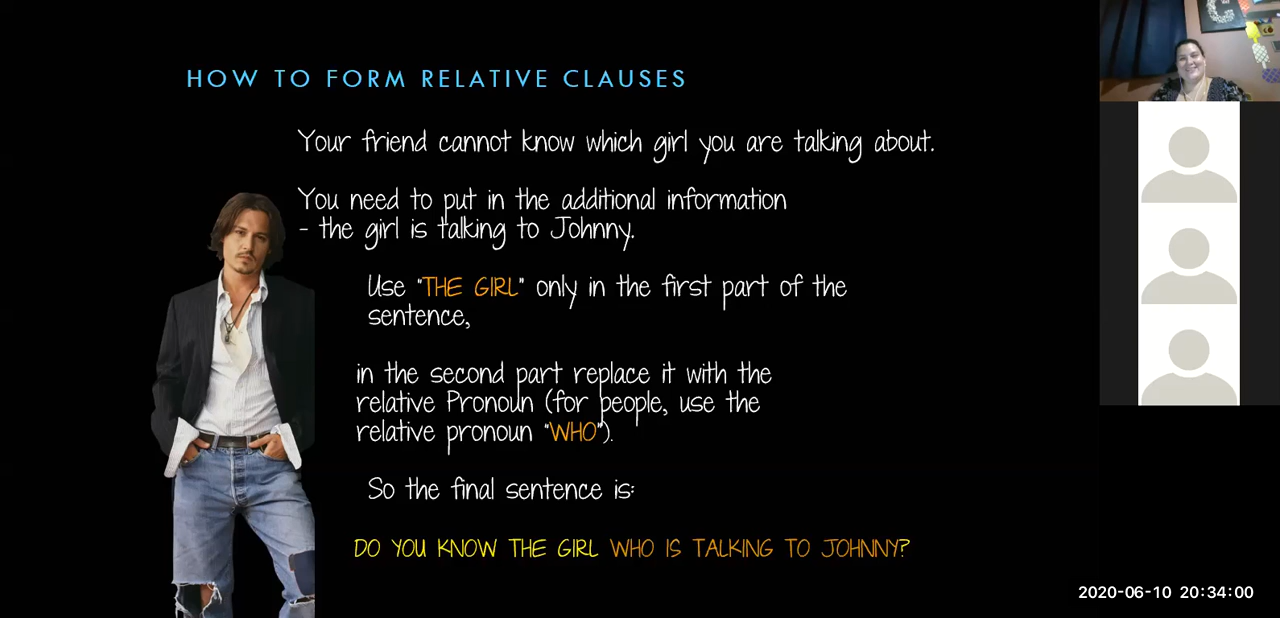 HOW TO FORM RELATIVE CLAUSES
Your friend cannot know which girl you are talking about.
You need to put in the additional information
- the girl is talking to Johnny.
Use "THE GIRL" only in the first part of the
sentence,
in the second part replace it with the
relative Pronoun (for people, use the
relative pronoun "WHO").
So the final sentence is:
DO YOU KNOW THE GIRL WHO IS TALKING TO JOHNNY?
C
2020-06-10 20:34:00